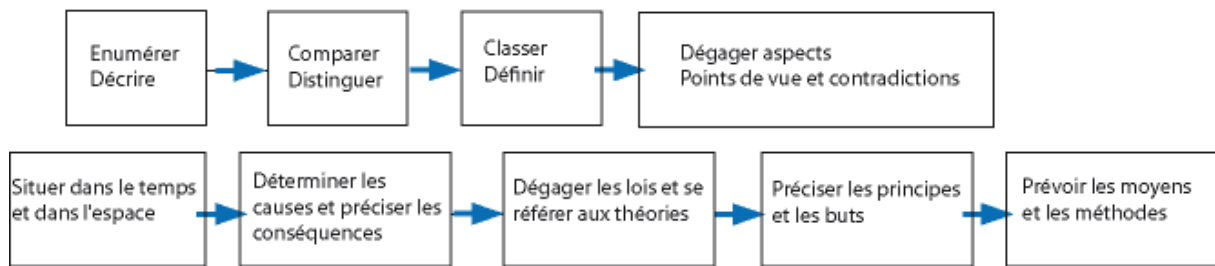 Enumérer
Décrire
Comparer
Distinguer
Classer
Définir
Dégager aspects
Points de vue et contradictions
Situer dans le temps
et dans l'espace
Déterminer les
causes et préciser les
conséquences
Dégager les lois et se
référer aux théories
Préciser les principes
et les buts
Prévoir les moyens
et les méthodes